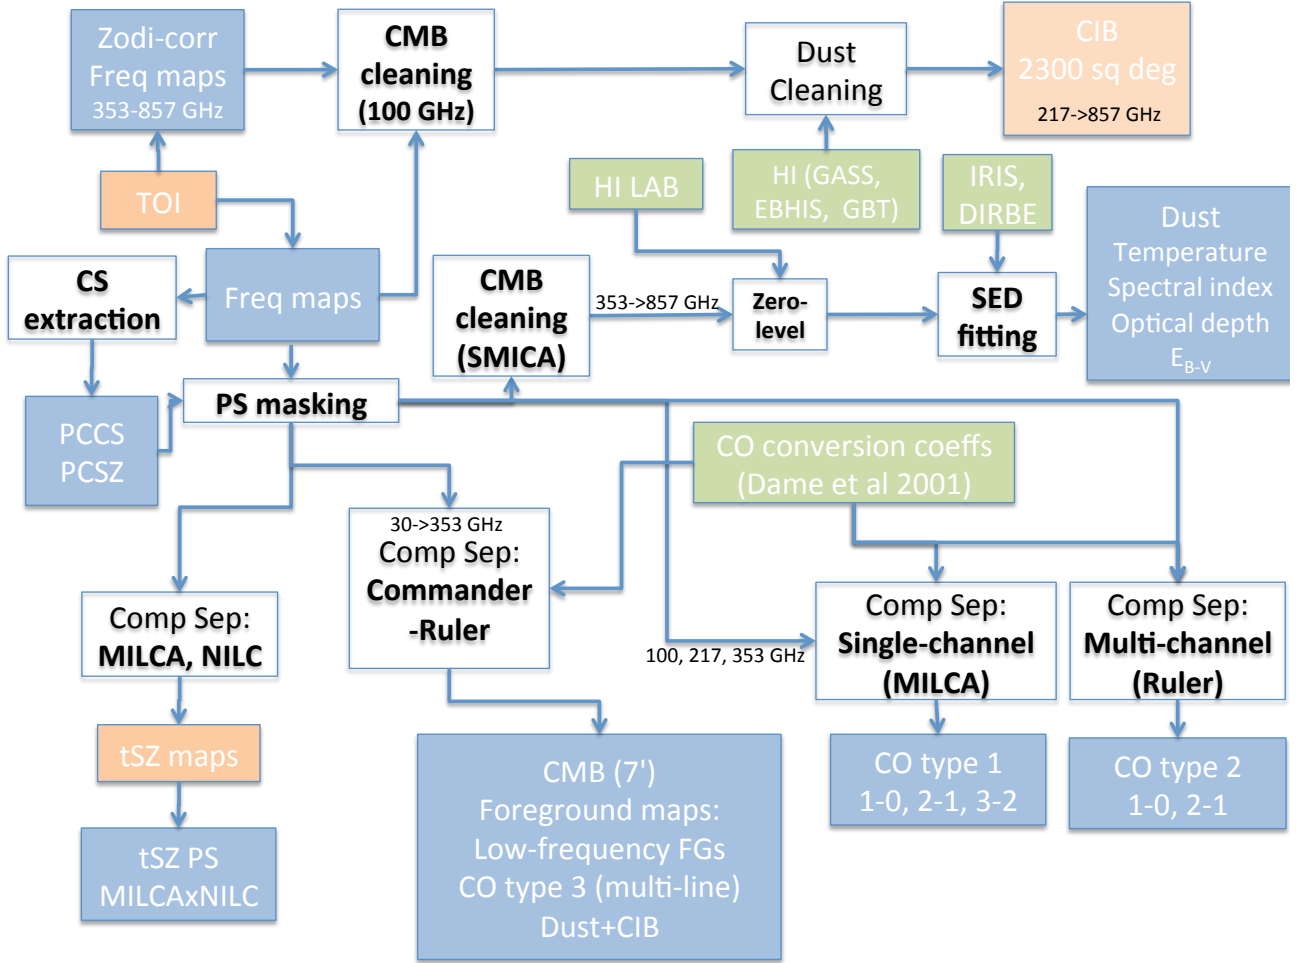 Zodi-corr
Freq maps
353-857 GHz
CMB
cleaning
(100 GHz)
Dust
Cleaning
CIB
2300 sq deg
217->857 GHz
TOI
HI LAB
HI (GASS,
EBHIS, GBT)
IRIS,
DIRBE
Dust
Temperature
Spectral index
Optical depth
E_B-V
CS
extraction
Freq maps
CMB
cleaning
(SMICA)
353->857 GHz
Zero-
level
SED
fitting
PS masking
PCCS
PCSZ
CO conversion coeffs
(Dame et al 2001)
30->353 GHz
Comp Sep:
Commander
-Ruler
Comp Sep:
MILCA, NILC
100, 217, 353 GHz
Comp Sep:
Single-channel
(MILCA)
Comp Sep:
Multi-channel
(Ruler)
tSZ maps
CMB (7')
Foreground maps:
Low-frequency FGs
CO type 3 (multi-line)
Dust+CIB
CO type 1
1-0, 2-1, 3-2
CO type 2
1-0, 2-1
tSZ PS
MILCAxNILC